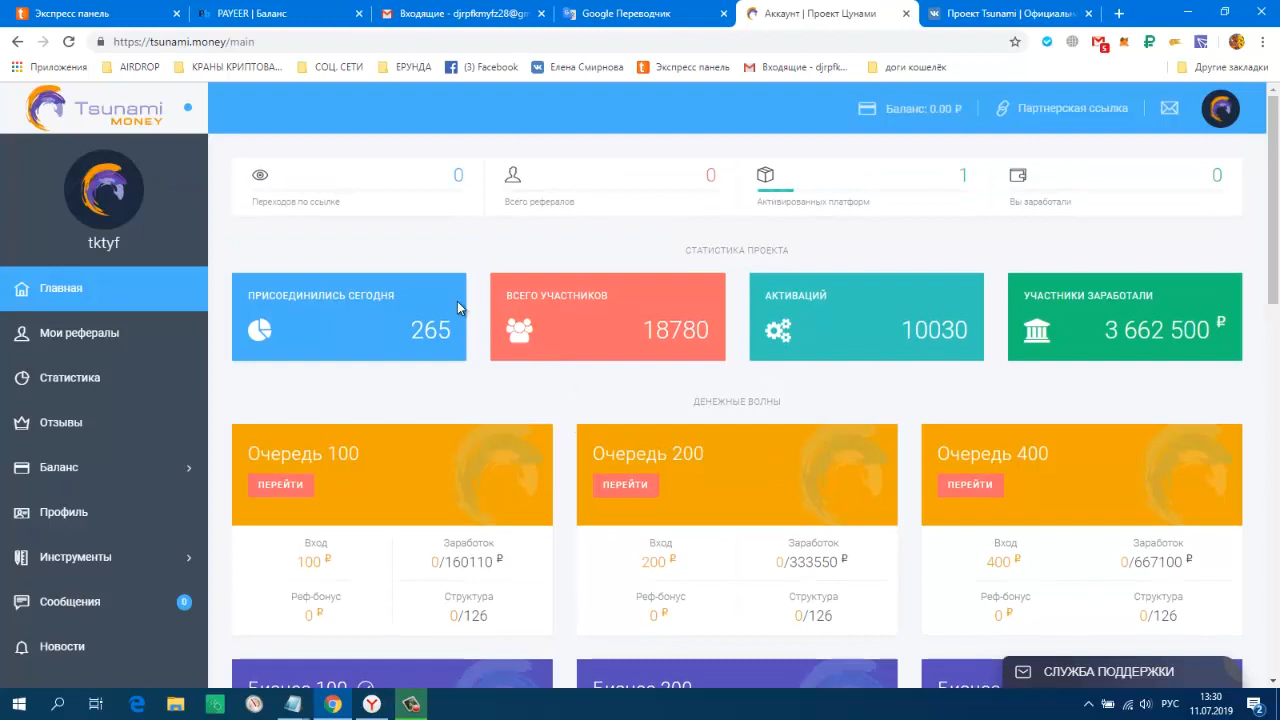 Экспресс панель
PAYEER | Баланс
Входящие - djrpfkmyfz28@gm
Google Переводчик
Аккаунт | Проект Цунами
Проект Tsunami | Официальн
https://tsunami.money/main
5
Приложения
AIRDROP
КРАНЫ КРИПТОВА...
СОЦ. СЕТИ
ЕРУНДА
(3) Facebook
Елена Смирнова
Экспресс панель
Входящие - djrpfk...
доги кошелёк
Другие закладки
Tsunami
MONEY
Баланс: 0.00 ₽
Партнерская ссылка
tktyf
Главная
Мои рефералы
Статистика
Отзывы
Баланс
Профиль
Инструменты
Сообщения
0
Новости
0
0
1
0
Переходов по ссылке
Всего рефералов
Активированных платформ
Вы заработали
СТАТИСТИКА ПРОЕКТА
ПРИСОЕДИНИЛИСЬ СЕГОДНЯ
265
ВСЕГО УЧАСТНИКОВ
18780
АКТИВАЦИЙ
10030
УЧАСТНИКИ ЗАРАБОТАЛИ
3 662 500 ₽
ДЕНЕЖНЫЕ ВОЛНЫ
Очередь 100
ПЕРЕЙТИ
Вход
Заработок
100 ₽
0/160110 ₽
Реф-бонус
Структура
0 ₽
0/126
Очередь 200
ПЕРЕЙТИ
Вход
Заработок
200 ₽
0/333550 ₽
Реф-бонус
Структура
0 ₽
0/126
Очередь 400
ПЕРЕЙТИ
Вход
Заработок
400 ₽
0/667100 ₽
Реф-бонус
Структура
0 ₽
0/126
Бизнес 100
Бизнес 200
Бизнес
СЛУЖБА ПОДДЕРЖКИ
РУС
13:30
11.07.2019
2